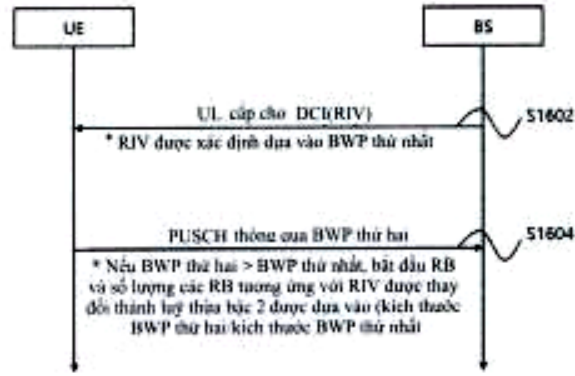 UE
BS
UL cấp cho DCI(RIV)
S1602
* RIV được xác định dựa vào BWP thứ nhất
PUSCH thông qua BWP thứ hai
S1604
* Nếu BWP thứ hai > BWP thứ nhất, bắt đầu RB
và số lượng các RB tương ứng với RIV được thay
đổi thành luỹ thừa bậc 2 được dựa vào (kích thước
BWP thứ hai/kích thước BWP thứ nhất